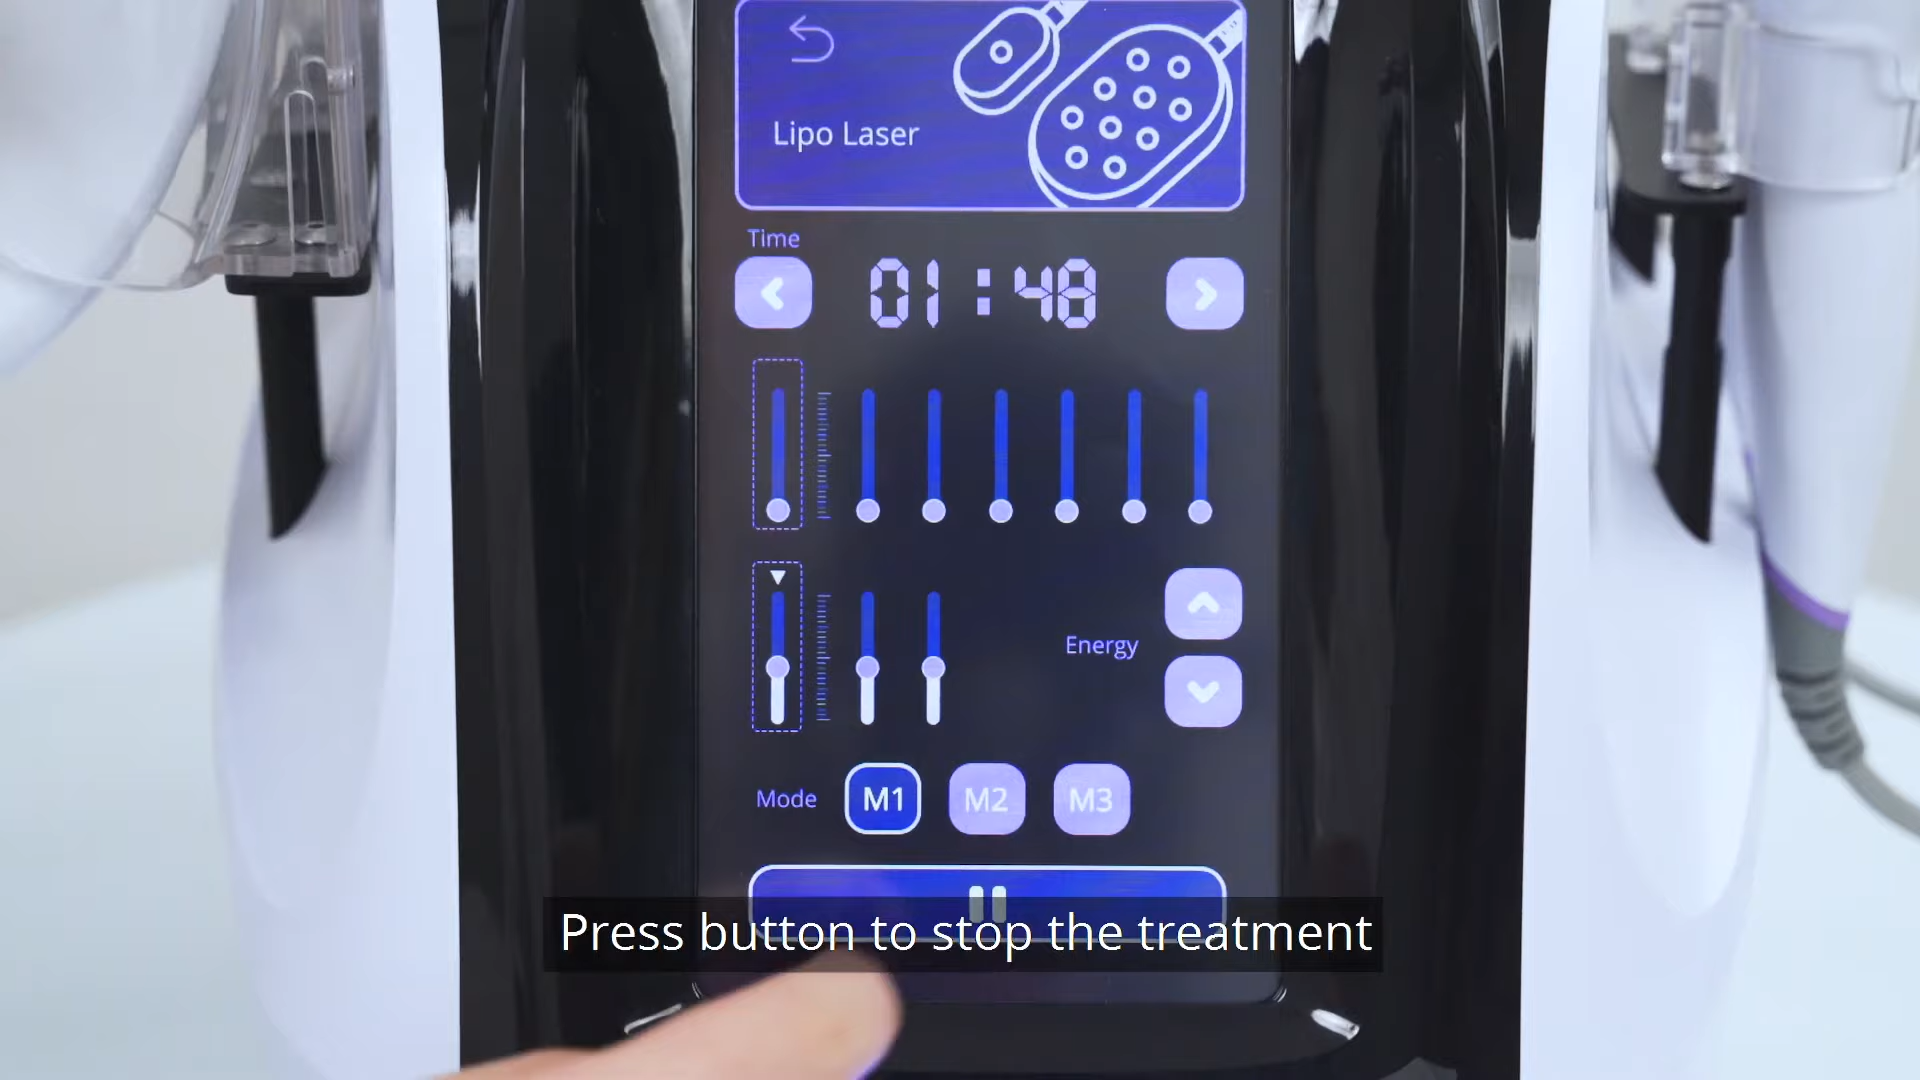 Lipo Laser
Time
01:48
Energy
Mode
M1
M2
M3
Press button to stop the treatment